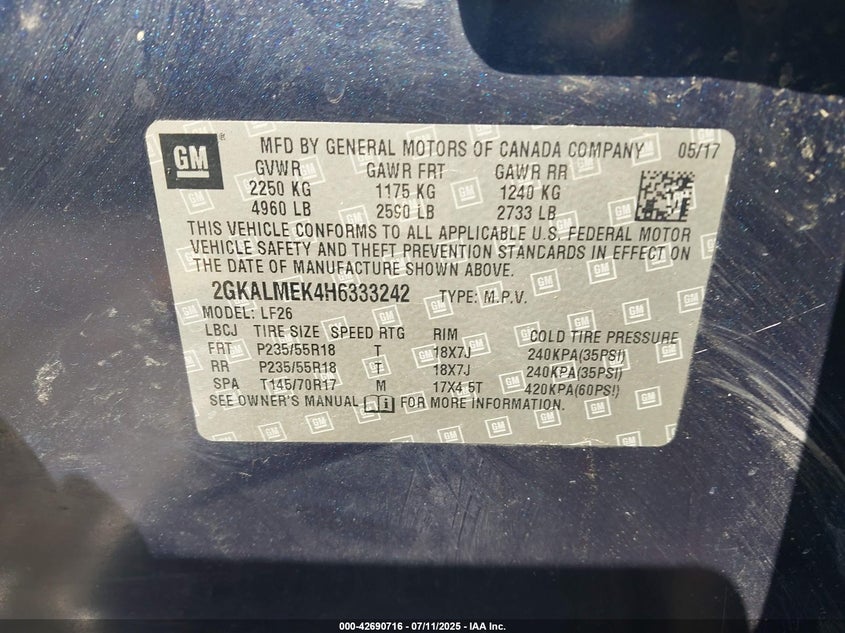 GM ® MFD BY GENERAL MOTORS OF CANADA COMPANY 05/17
GVWR GAWR FRT GAWR RR
2250 KG 1175 KG 1240 KG
4960 LB 2590 LB 2733 LB
THIS VEHICLE CONFORMS TO ALL APPLICABLE U.S. FEDERAL MOTOR
VEHICLE SAFETY AND THEFT PREVENTION STANDARDS IN EFFECT ON
THE DATE OF MANUFACTURE SHOWN ABOVE.
2GKALMEK4H6333242 TYPE: M.P.V.
MODEL: LF26
LBCJ TIRE SIZE SPEED RTG RIM COLD TIRE PRESSURE
FRT P235/55R18 T 18X7J 240KPA(35PSI)
RR P235/55R18 T 18X7J 240KPA(35PSI)
SPA T145/70R17 M 17X4.5T 420KPA(60PSI)
SEE OWNER'S MANUAL FOR MORE INFORMATION.
000-42690716 - 07/11/2025 - IAA Inc.